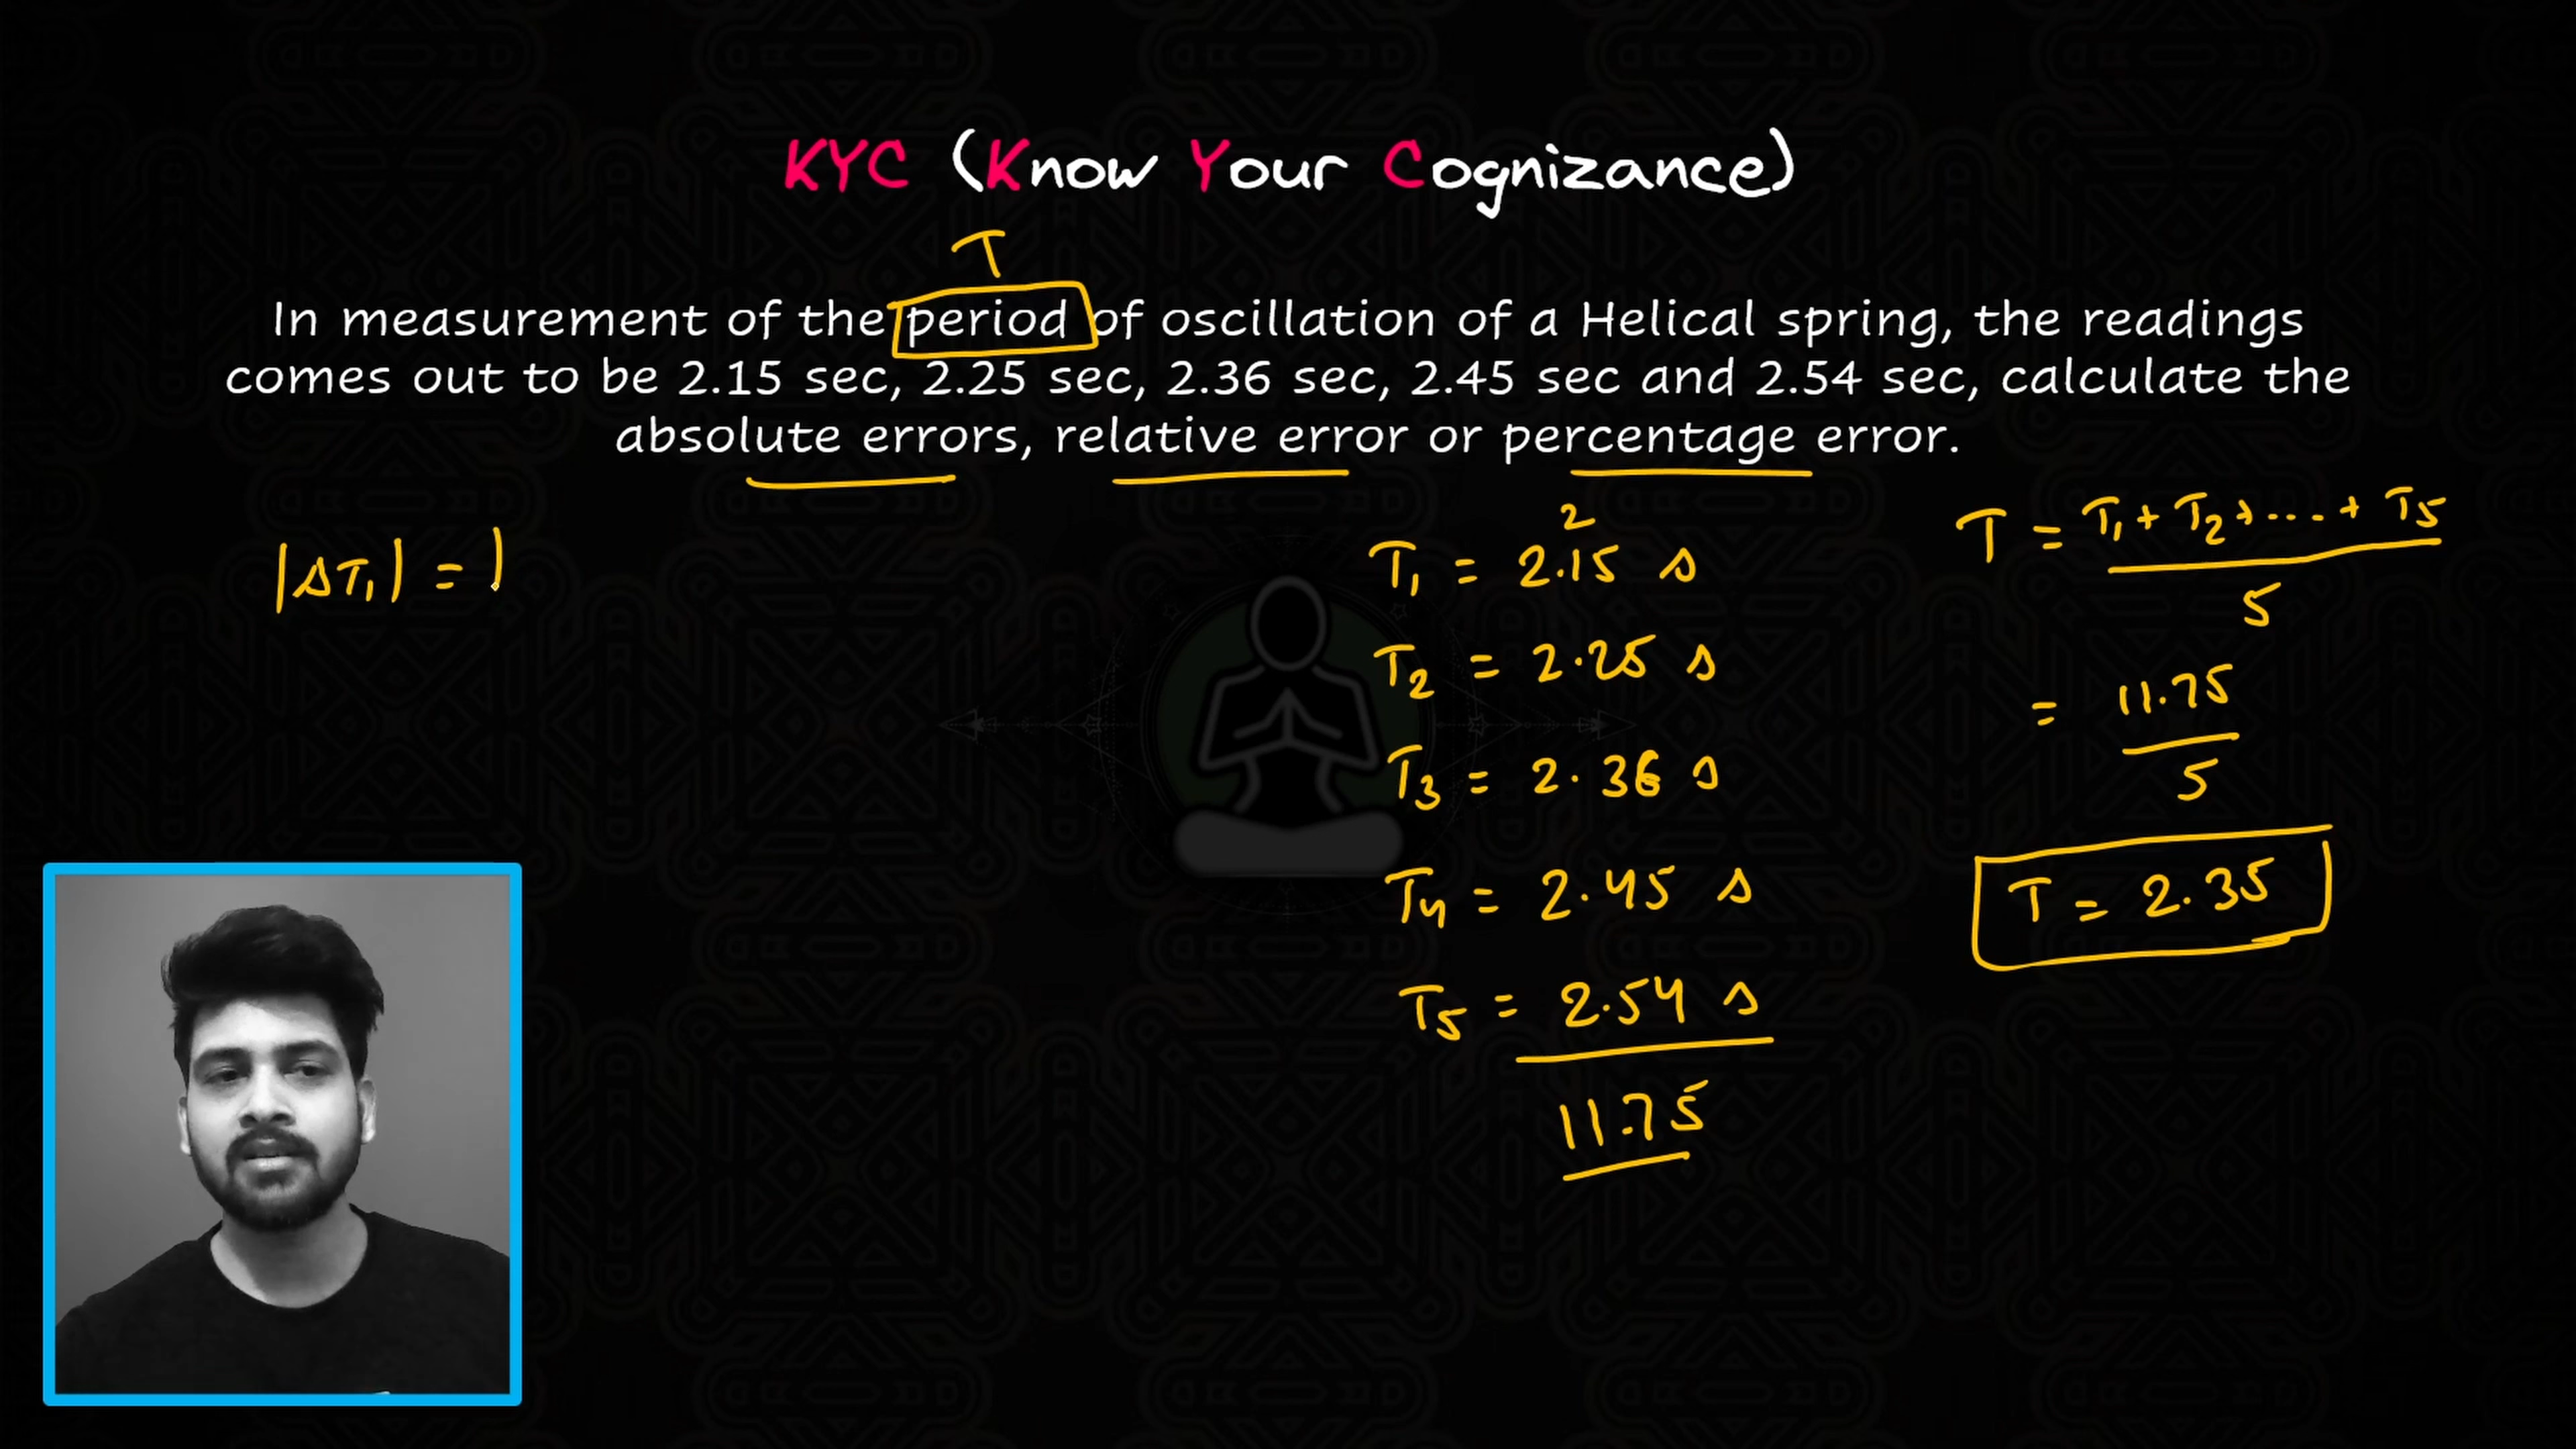 KYC (Know Your Cognizance)
T
In measurement of the period of oscillation of a Helical spring, the readings
comes out to be 2.15 sec, 2.25 sec, 2.36 sec, 2.45 sec and 2.54 sec, calculate the
absolute errors, relative error or percentage error.
|ΔT₁| = |
2
T₁ = 2.15 s
T₂ = 2.25 s
T₃ = 2.36 s
T₄ = 2.45 s
T₅ = 2.54 s
11.75
T = T₁ + T₂ + .... + T₅
5
= 11.75
5
T = 2.35